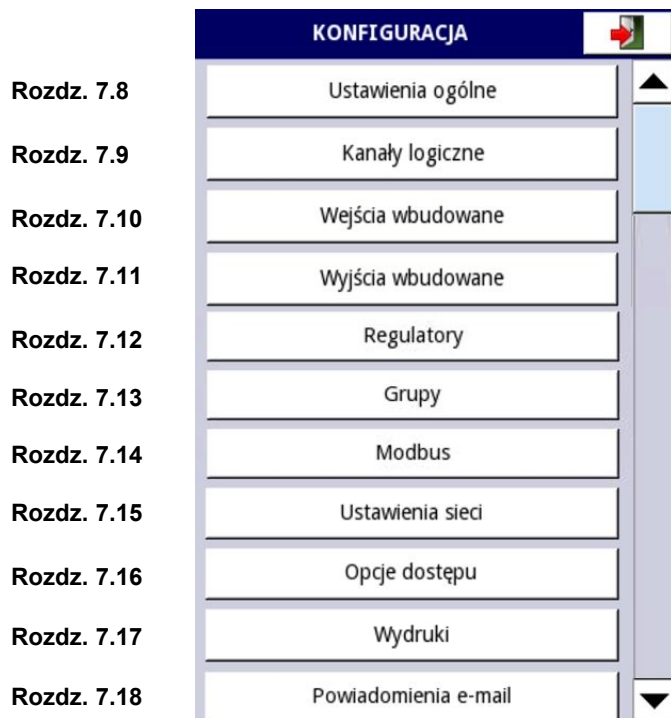 KONFIGURACJA
Rozdz. 7.8 Ustawienia ogólne
Rozdz. 7.9 Kanały logiczne
Rozdz. 7.10 Wejścia wbudowane
Rozdz. 7.11 Wyjścia wbudowane
Rozdz. 7.12 Regulatory
Rozdz. 7.13 Grupy
Rozdz. 7.14 Modbus
Rozdz. 7.15 Ustawienia sieci
Rozdz. 7.16 Opcje dostępu
Rozdz. 7.17 Wydruki
Rozdz. 7.18 Powiadomienia e-mail